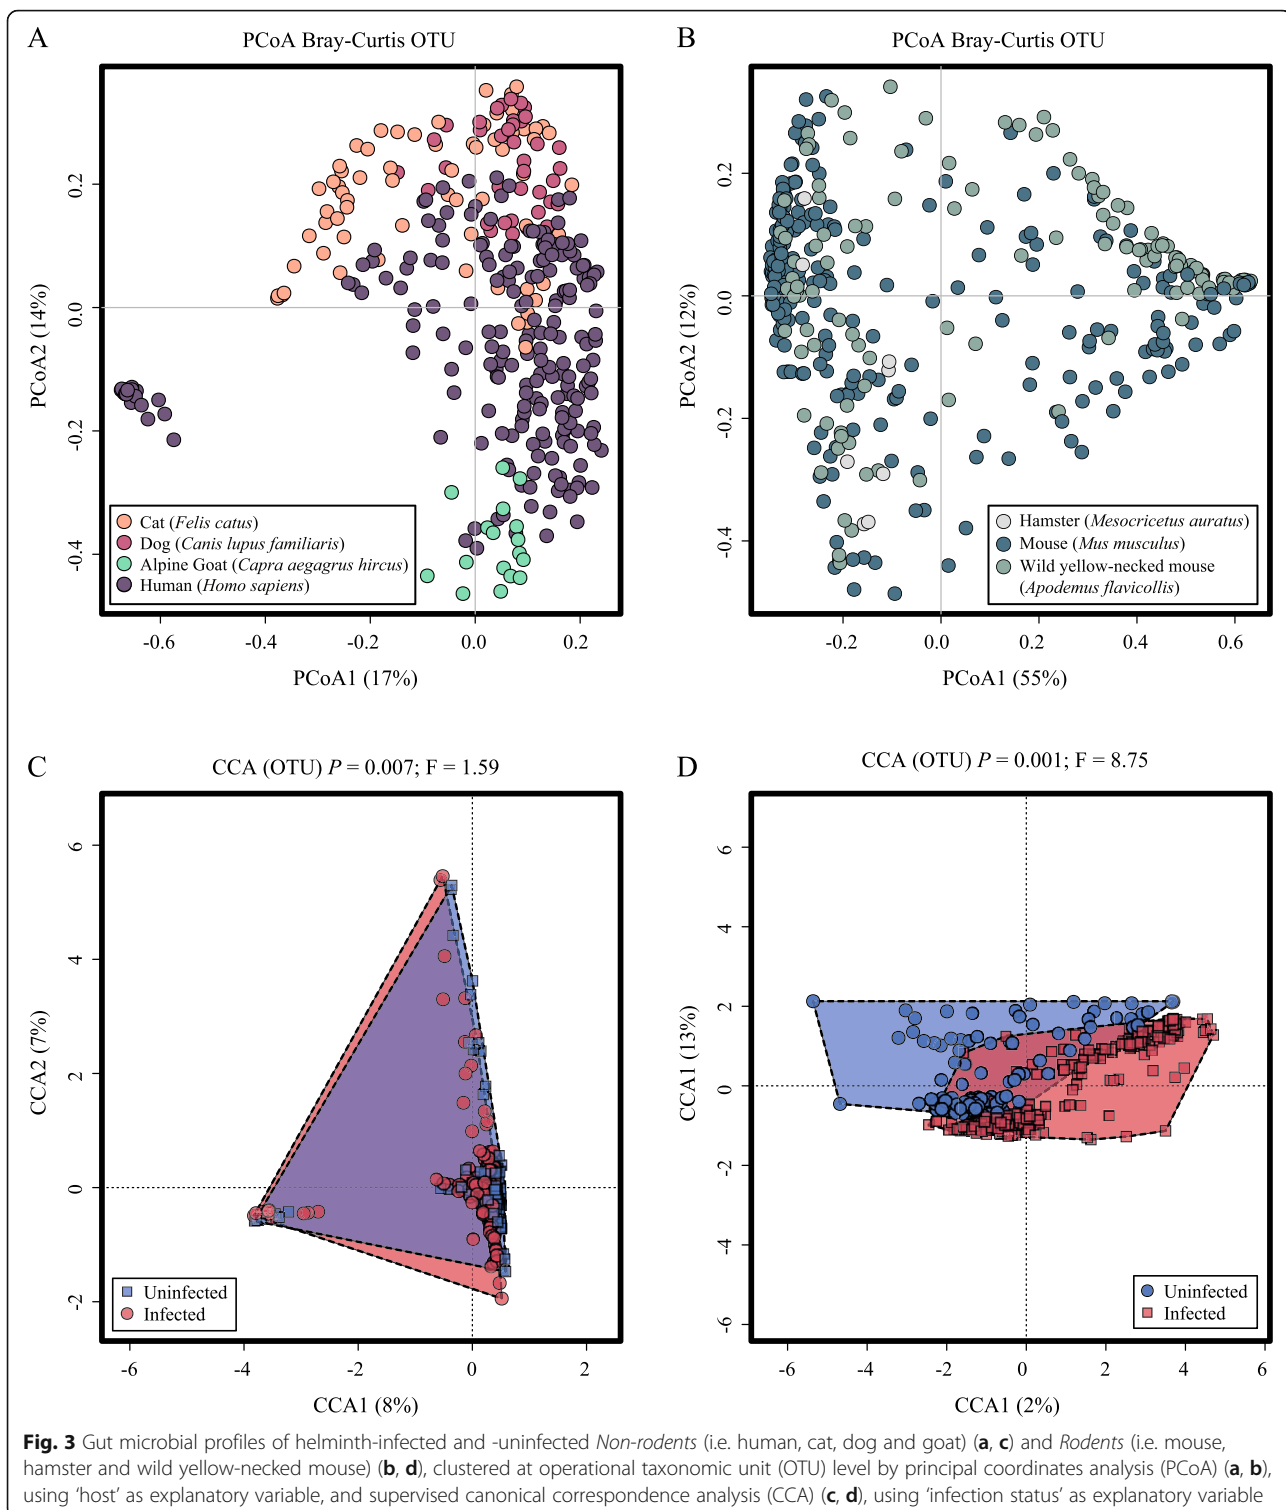 A
PCoA Bray-Curtis OTU
PCoA2 (14%)
0.2
0.0
-0.2
-0.4
Cat (Felis catus)
Dog (Canis lupus familiaris)
Alpine Goat (Capra aegagrus hircus)
Human (Homo sapiens)
-0.6 -0.4 -0.2 0.0 0.2
PCoA1 (17%)
B
PCoA Bray-Curtis OTU
PCoA2 (12%)
0.2
0.0
-0.2
-0.4
Hamster (Mesocricetus auratus)
Mouse (Mus musculus)
Wild yellow-necked mouse
(Apodemus flavicollis)
-0.2 0.0 0.2 0.4 0.6
PCoA1 (55%)
C
CCA (OTU) P = 0.007; F = 1.59
CCA2 (7%)
6
4
2
0
-2
Uninfected
Infected
-6 -4 -2 0 2
CCA1 (8%)
D
CCA (OTU) P = 0.001; F = 8.75
CCA1 (13%)
6
4
2
0
-2
-4
-6
Uninfected
Infected
-6 -4 -2 0 2 4 6
CCA1 (2%)
Fig. 3 Gut microbial profiles of helminth-infected and -uninfected Non-rodents (i.e. human, cat, dog and goat) (a, c) and Rodents (i.e. mouse,
hamster and wild yellow-necked mouse) (b, d), clustered at operational taxonomic unit (OTU) level by principal coordinates analysis (PCoA) (a, b),
using ‘host’ as explanatory variable, and supervised canonical correspondence analysis (CCA) (c, d), using ‘infection status’ as explanatory variable